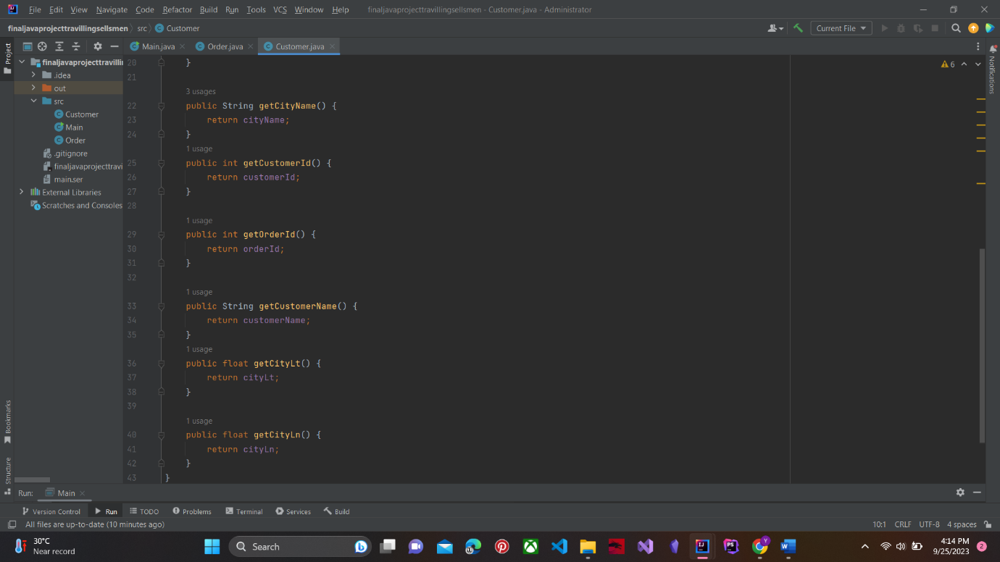 File Edit View Navigate Code Refactor Build Run Tools VCS Window Help finaljavaprojecttravillingsellsmen - Customer.java - Administrator
finaljavaprojecttravillingsellsmen src Customer Current File
Project Main.java Order.java Customer.java
finaljavaprojecttravillin
.idea
out
src
Customer
Main
Order
.gitignore
finaljavaprojecttravi
main.ser
External Libraries
Scratches and Consoles
6
Notifications
20 }
21
3 usages
22 public String getCityName() {
23 return cityName;
24 }
1 usage
25 public int getCustomerId() {
26 return customerId;
27 }
28
1 usage
29 public int getOrderId() {
30 return orderId;
31 }
32
1 usage
33 public String getCustomerName() {
34 return customerName;
35 }
1 usage
36 public float getCityLt() {
37 return cityLt;
38 }
39
1 usage
40 public float getCityLn() {
41 return cityLn;
42 }
43 }
Bookmarks
Structure
Run: Main
Version Control Run TODO Problems Terminal Services Build
All files are up-to-date (10 minutes ago) 10:1 CRLF UTF-8 4 spaces
30°C
Near record
Search
4:14 PM
9/25/2023
2